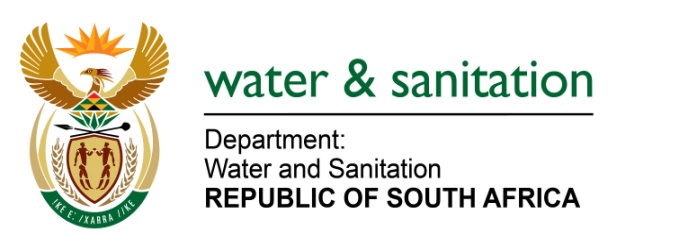 water & sanitation
Department:
Water and Sanitation
REPUBLIC OF SOUTH AFRICA
!KE E: /XARRA //KE